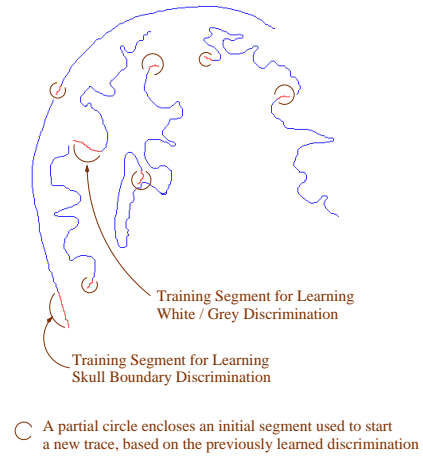 Training Segment for Learning
White / Grey Discrimination
Training Segment for Learning
Skull Boundary Discrimination
A partial circle encloses an initial segment used to start
a new trace, based on the previously learned discrimination